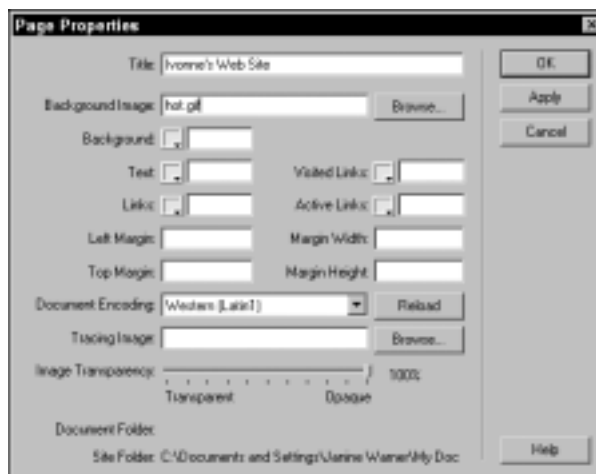 Page Properties
Title: Ivonne's Web Site
OK
Background Image: hot.gif
Browse...
Apply
Background:
Cancel
Text:
Visited Links:
Links:
Active Links:
Left Margin:
Margin Width:
Top Margin:
Margin Height:
Document Encoding: Western (Latin1)
Reload
Tracing Image:
Browse...
Image Transparency:
100%
Transparent
Opaque
Document Folder:
Site Folder: C:\Documents and Settings\Janine Warner\My Doc
Help